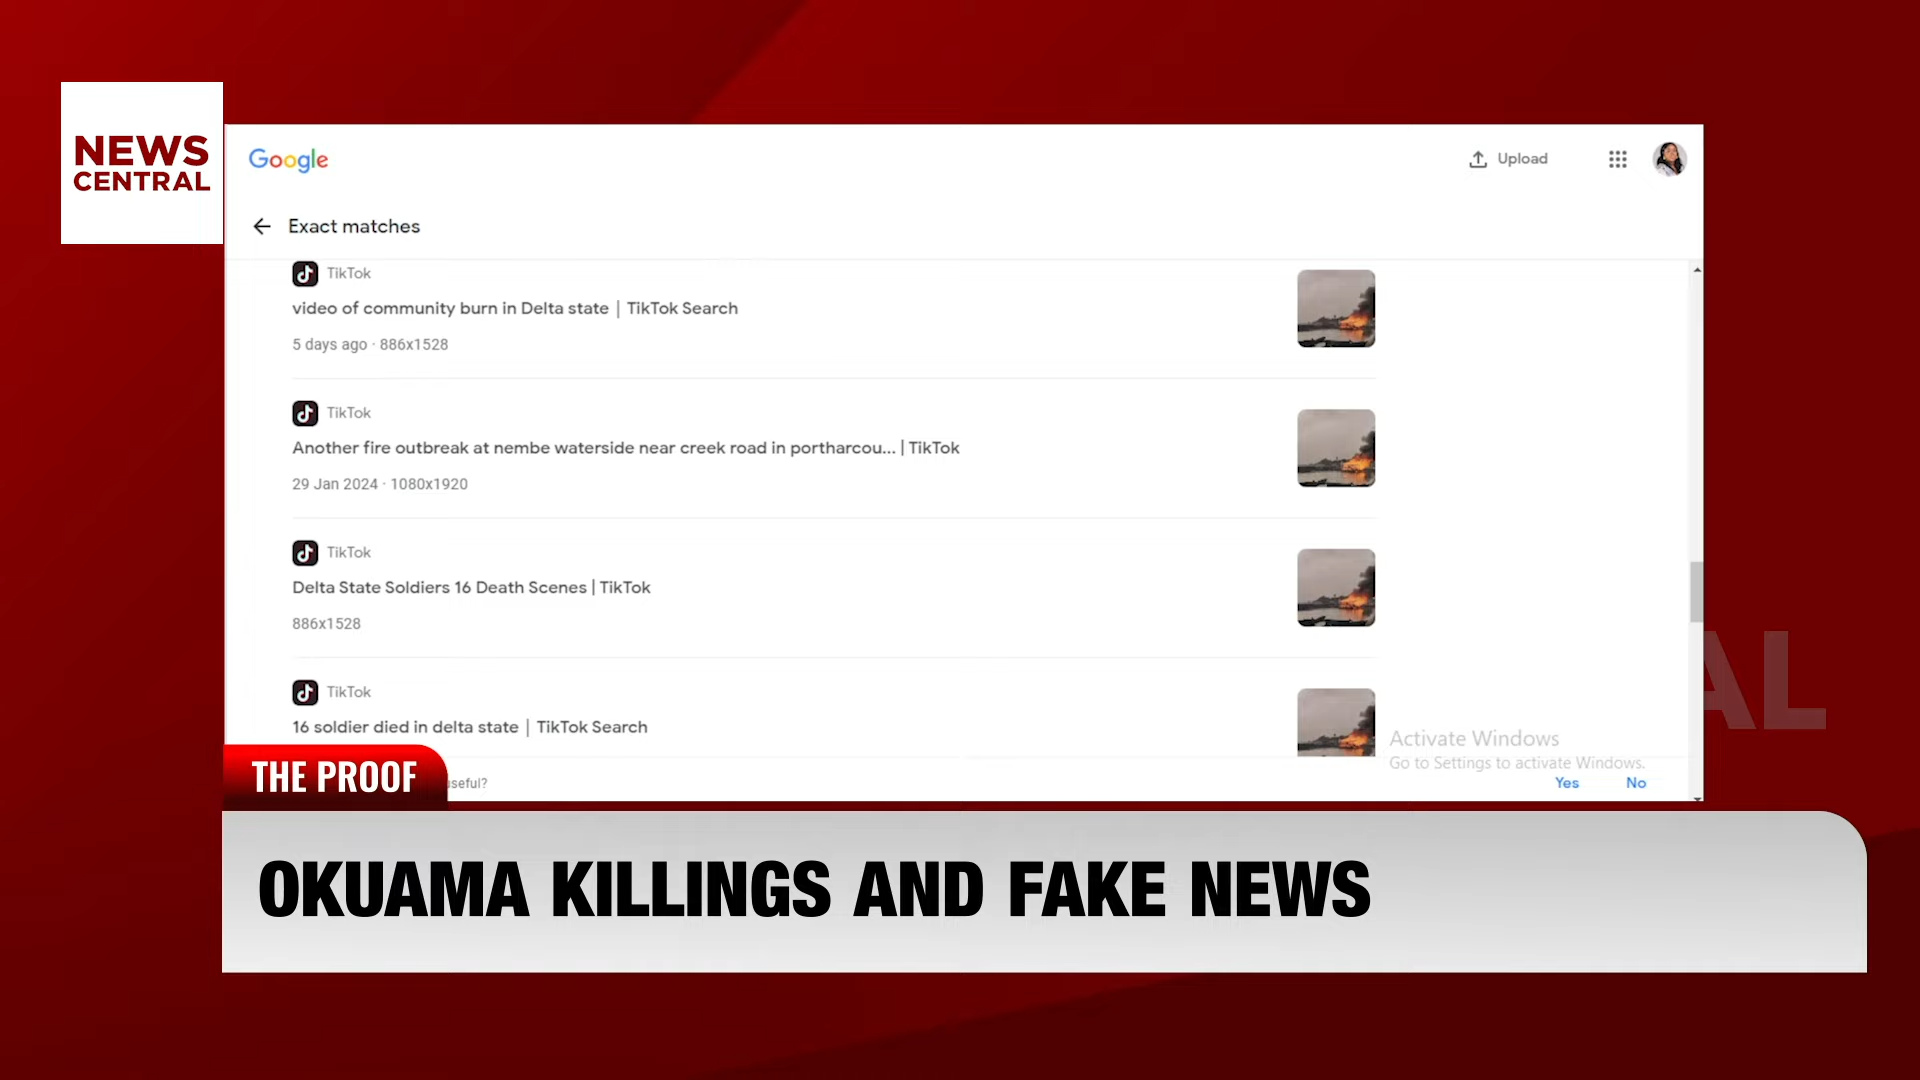 NEWS
CENTRAL
Google
Upload
Exact matches
TikTok
video of community burn in Delta state | TikTok Search
5 days ago · 886x1528
TikTok
Another fire outbreak at nembe waterside near creek road in portharcou... | TikTok
29 Jan 2024 · 1080x1920
TikTok
Delta State Soldiers 16 Death Scenes | TikTok
886x1528
TikTok
16 soldier died in delta state | TikTok Search
Activate Windows
Go to Settings to activate Windows.
THE PROOF
useful?
Yes
No
AL
OKUAMA KILLINGS AND FAKE NEWS